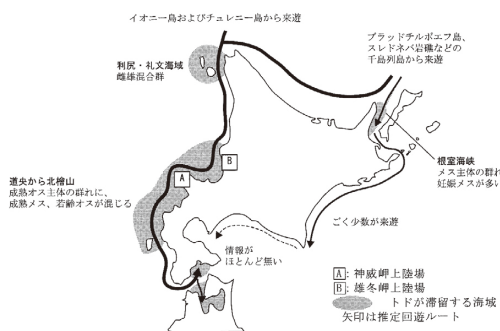 イオニー島およびチュレニー島から来遊
ブラッドチルポエフ島、
スレドネバ岩礁などの
千島列島から来遊
利尻・礼文海域
雌雄混合群
B
A
根室海峡
メス主体の群れ
妊娠メスが多い
道央から北檜山
成熟オス主体の群れに、
成熟メス、若齢オスが混じる
ごく少数が来遊
情報が
ほとんど無い
A: 神威岬上陸場
B: 雄冬岬上陸場
トドが滞留する海域
矢印は推定回遊ルート